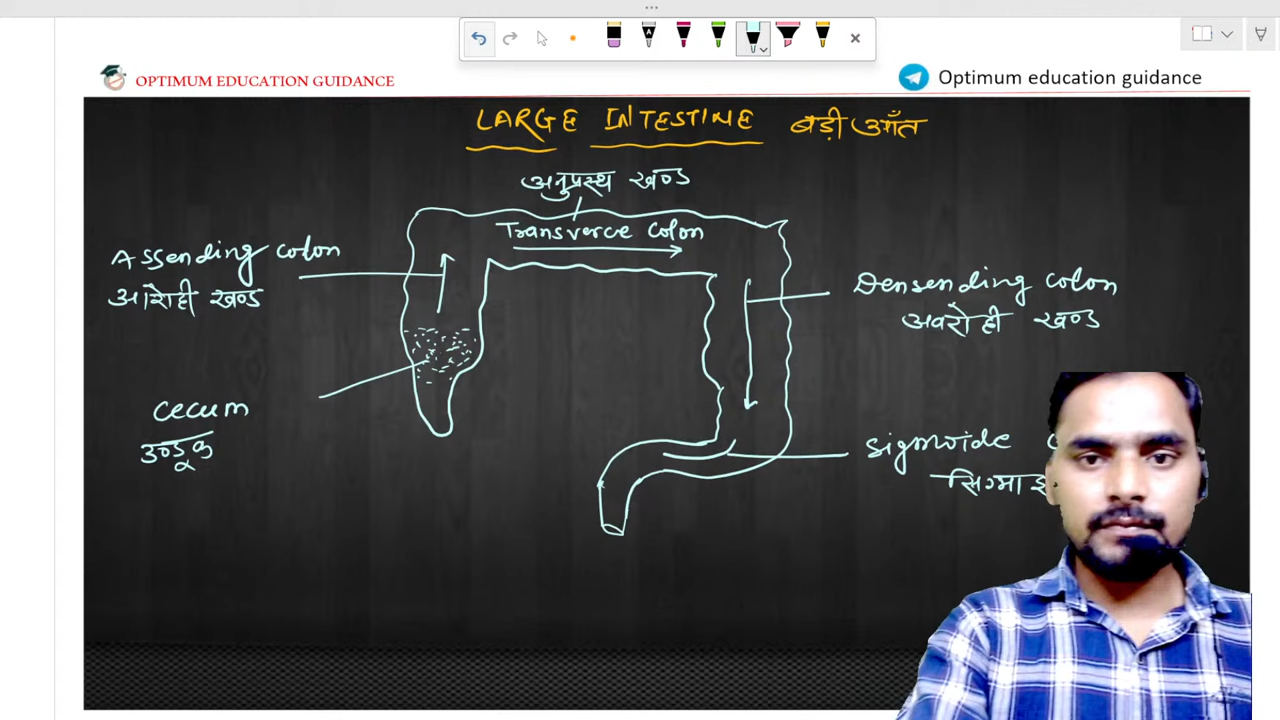 OPTIMUM EDUCATION GUIDANCE
Optimum education guidance
LARGE INTESTINE बड़ी आँत
अनुप्रस्थ खण्ड
Transverce colon
Assending colon
आरोही खण्ड
Densending colon
अवरोही खण्ड
cecum
उण्डूक
sigmoide